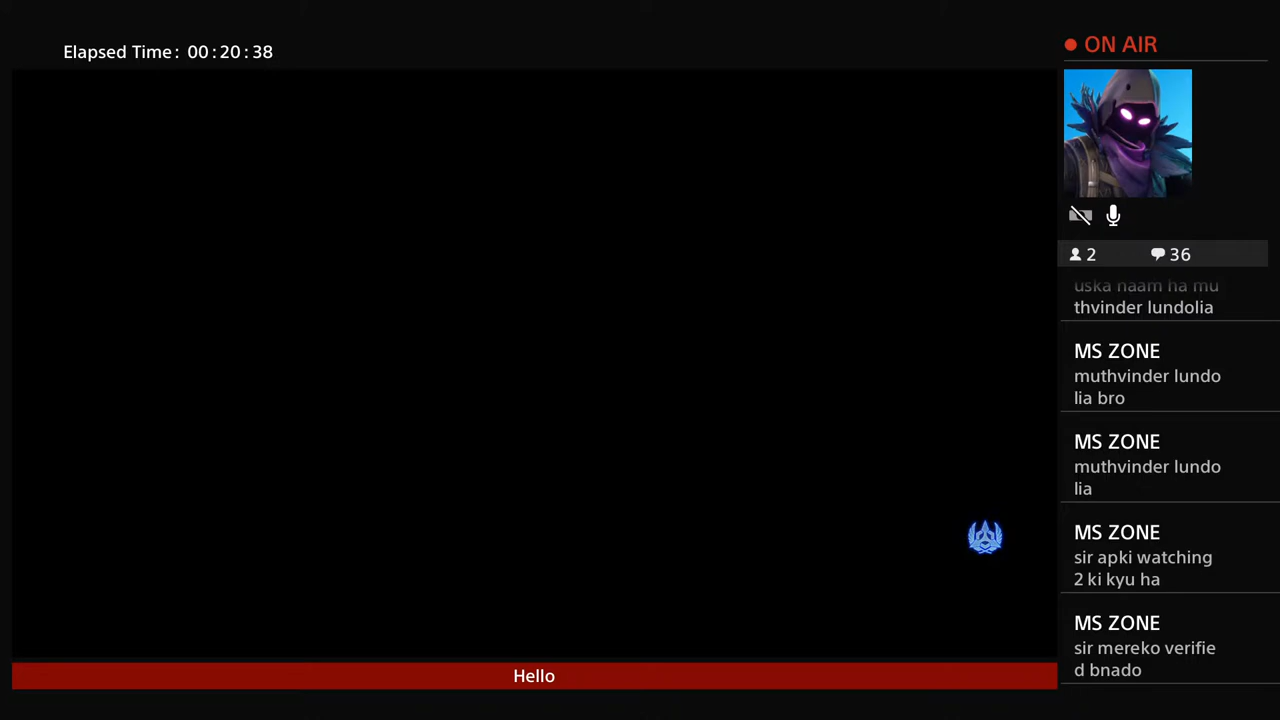 Elapsed Time: 00:20:38
ON AIR
2 36
uska naam ha mu
thvinder lundolia
MS ZONE
muthvinder lundo
lia bro
MS ZONE
muthvinder lundo
lia
MS ZONE
sir apki watching
2 ki kyu ha
MS ZONE
sir mereko verifie
d bnado
Hello